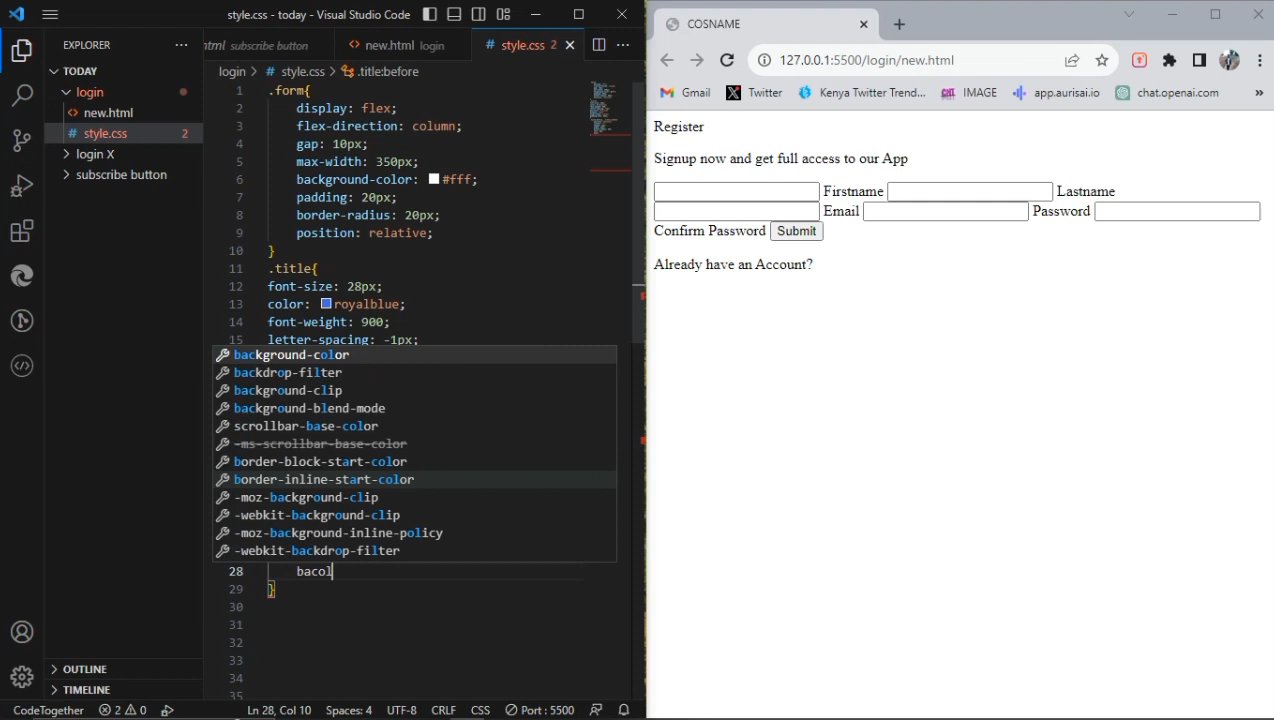 style.css - today - Visual Studio Code
EXPLORER
TODAY
login
new.html
style.css 2
login X
subscribe button
OUTLINE
TIMELINE
html subscribe button
new.html login
style.css 2
login > style.css > .title:before
1 .form{
2 display: flex;
3 flex-direction: column;
4 gap: 10px;
5 max-width: 350px;
6 background-color: #fff;
7 padding: 20px;
8 border-radius: 20px;
9 position: relative;
10 }
11 .title{
12 font-size: 28px;
13 color: royalblue;
14 font-weight: 900;
15 letter-spacing: -1px;
background-color
backdrop-filter
background-clip
background-blend-mode
scrollbar-base-color
-ms-scrollbar-base-color
border-block-start-color
border-inline-start-color
-moz-background-clip
-webkit-background-clip
-moz-background-inline-policy
-webkit-backdrop-filter
28 bacol
29 }
30
31
32
33
34
35
CodeTogether 2 0 Ln 28, Col 10 Spaces: 4 UTF-8 CRLF CSS Port : 5500
COSNAME
127.0.0.1:5500/login/new.html
Gmail Twitter Kenya Twitter Trend... IMAGE app.aurisai.io chat.openai.com »
Register
Signup now and get full access to our App
Firstname Lastname
Email Password
Confirm Password Submit
Already have an Account?